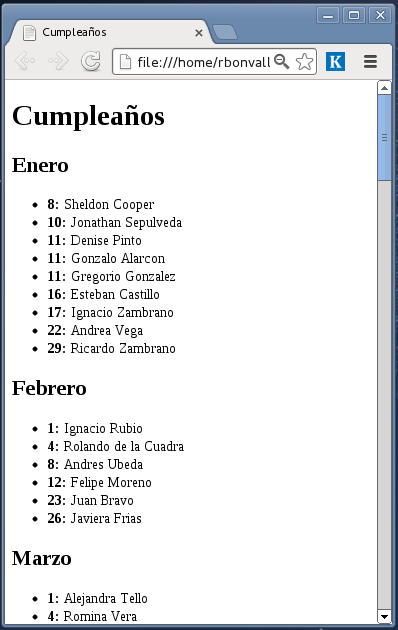 Cumpleaños
file:///home/rbonvall
K
Cumpleaños
Enero
8: Sheldon Cooper
10: Jonathan Sepulveda
11: Denise Pinto
11: Gonzalo Alarcon
11: Gregorio Gonzalez
16: Esteban Castillo
17: Ignacio Zambrano
22: Andrea Vega
29: Ricardo Zambrano
Febrero
1: Ignacio Rubio
4: Rolando de la Cuadra
8: Andres Ubeda
12: Felipe Moreno
23: Juan Bravo
26: Javiera Frias
Marzo
1: Alejandra Tello
4: Romina Vera